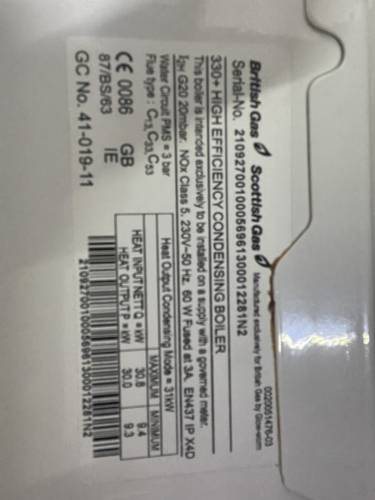 0020051476-03
British Gas Scottish Gas Manufactured exclusively for British Gas by Glow-worm
Serial-No. 21092700100056961300012281N2
330+ HIGH EFFICIENCY CONDENSING BOILER
This boiler is intended exclusively to be installed on a supply with a governed meter.
I2H G20 20mbar. NOx Class 5. 230V~50 Hz. 60 W Fused at 3A. EN437 IP X4D
Water Circuit PMS = 3 bar
Flue type : C13, C33, C53
Heat Output Condensing Mode = 31kW
MAXIMUM MINIMUM
HEAT INPUT NETT Q = kW 30.8 9.4
HEAT OUTPUT P = kW 30.0 9.3
CE 0086 GB
87/BS/63 IE
GC No. 41-019-11
21092700100056961300012281N2